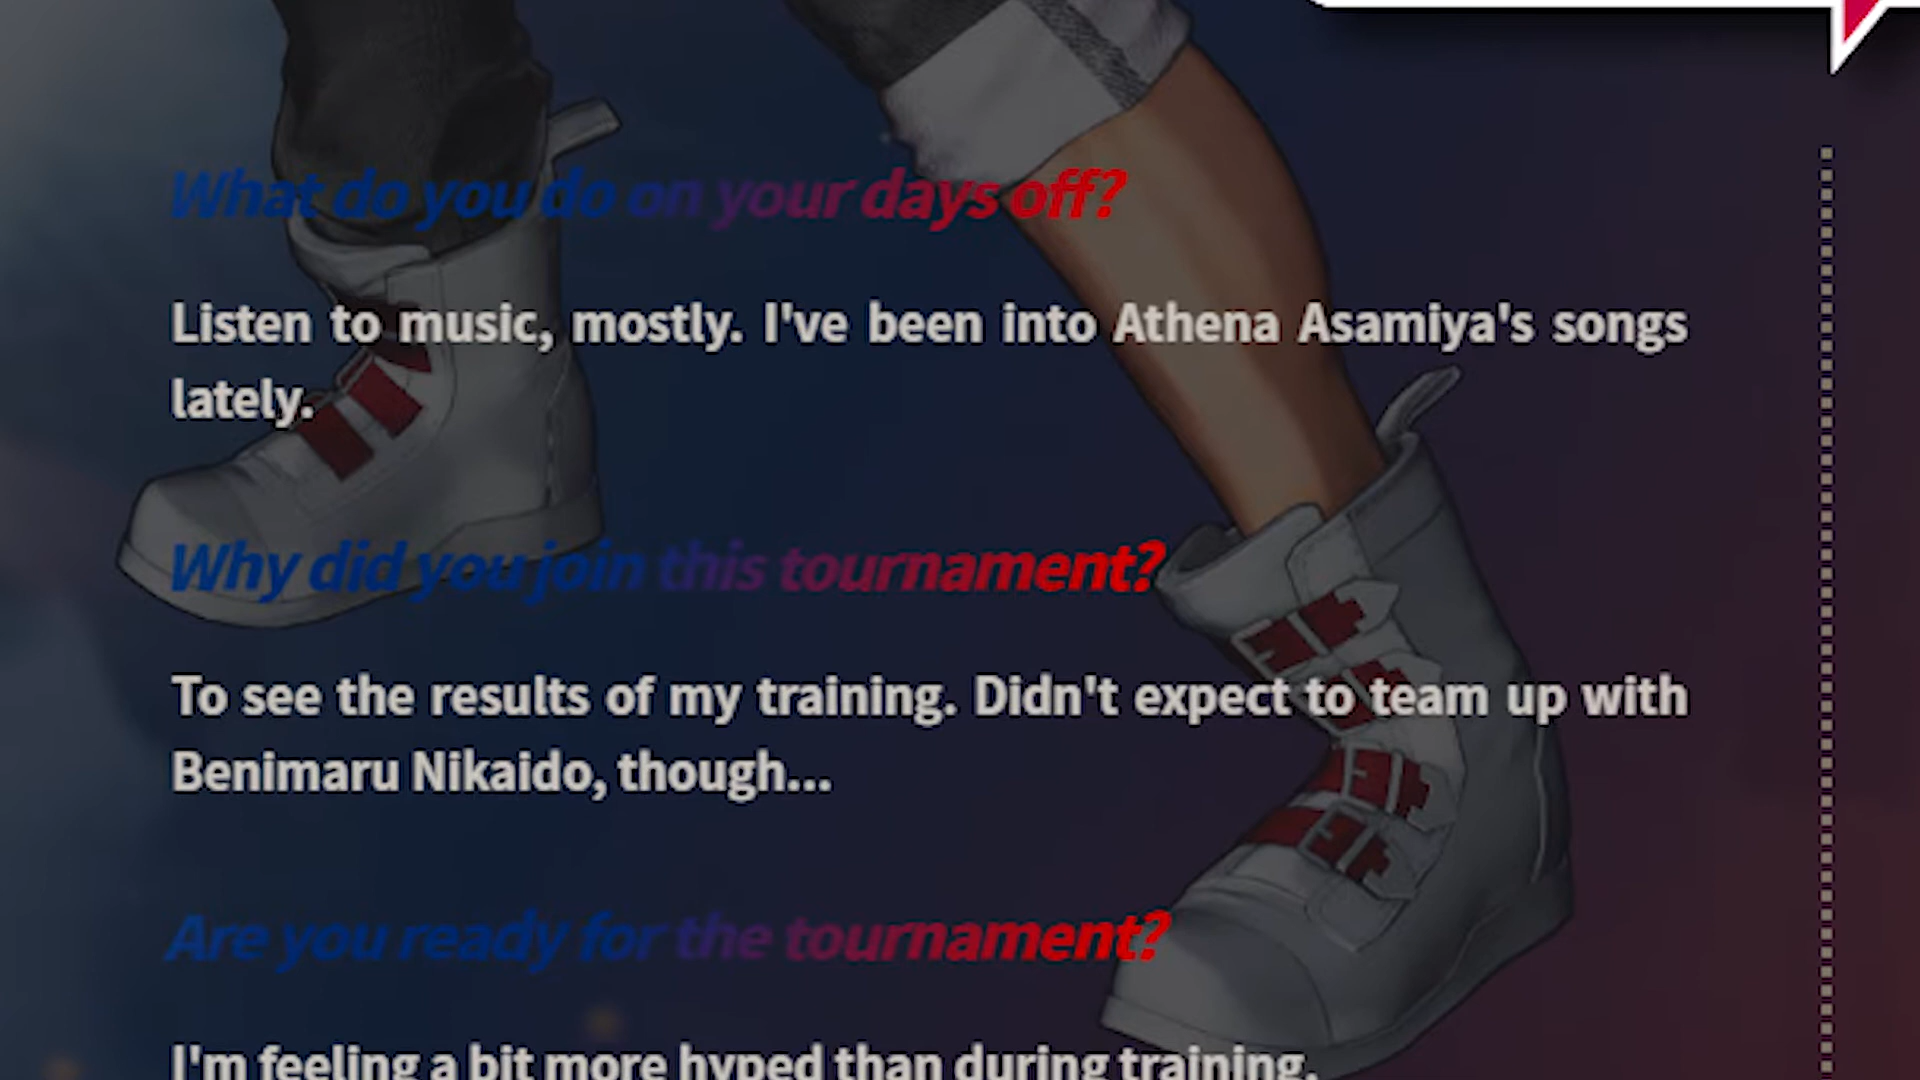 What do you do on your days off?
Listen to music, mostly. I've been into Athena Asamiya's songs
lately.
Why did you join this tournament?
To see the results of my training. Didn't expect to team up with
Benimaru Nikaido, though...
Are you ready for the tournament?
I'm feeling a bit more hyped than during training.